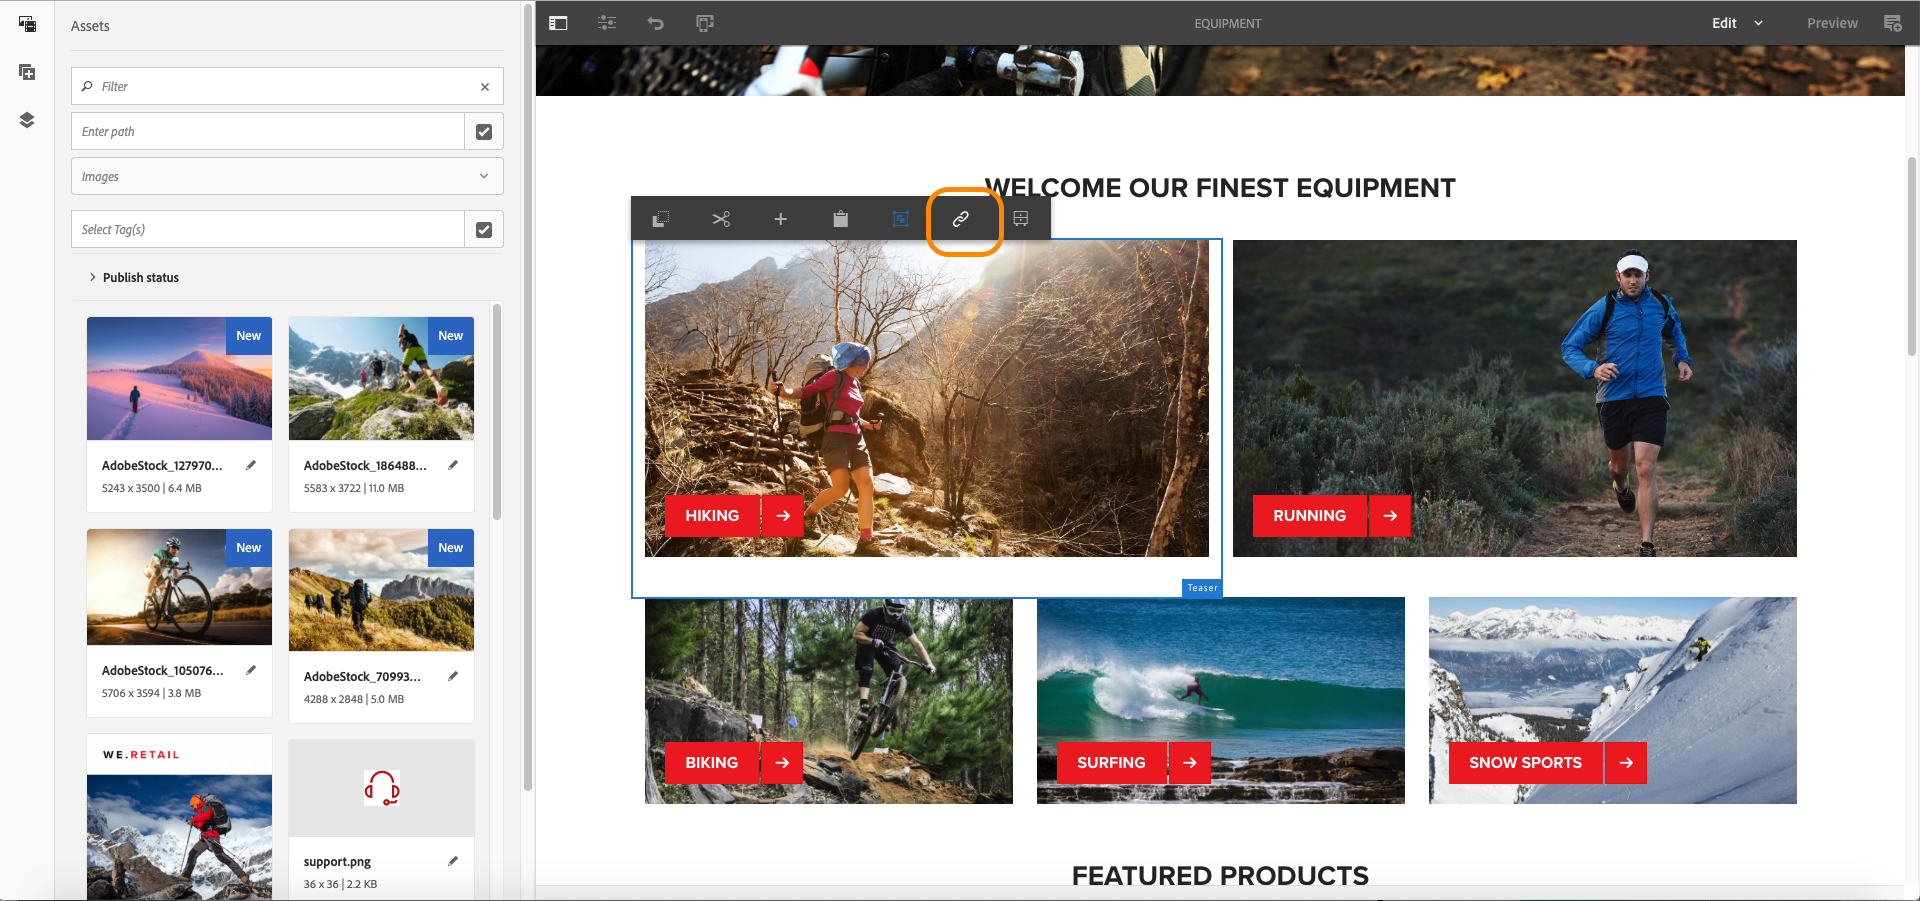 Assets
EQUIPMENT
Edit
Preview
Filter
Enter path
Images
Select Tag(s)
Publish status
New
New
AdobeStock_127970...
5243 x 3500 | 6.4 MB
AdobeStock_186488...
5583 x 3722 | 11.0 MB
New
New
AdobeStock_105076...
5706 x 3594 | 3.8 MB
AdobeStock_70993...
4288 x 2848 | 5.0 MB
WE.RETAIL
support.png
36 x 36 | 2.2 KB
WELCOME OUR FINEST EQUIPMENT
HIKING
RUNNING
Teaser
BIKING
SURFING
SNOW SPORTS
FEATURED PRODUCTS